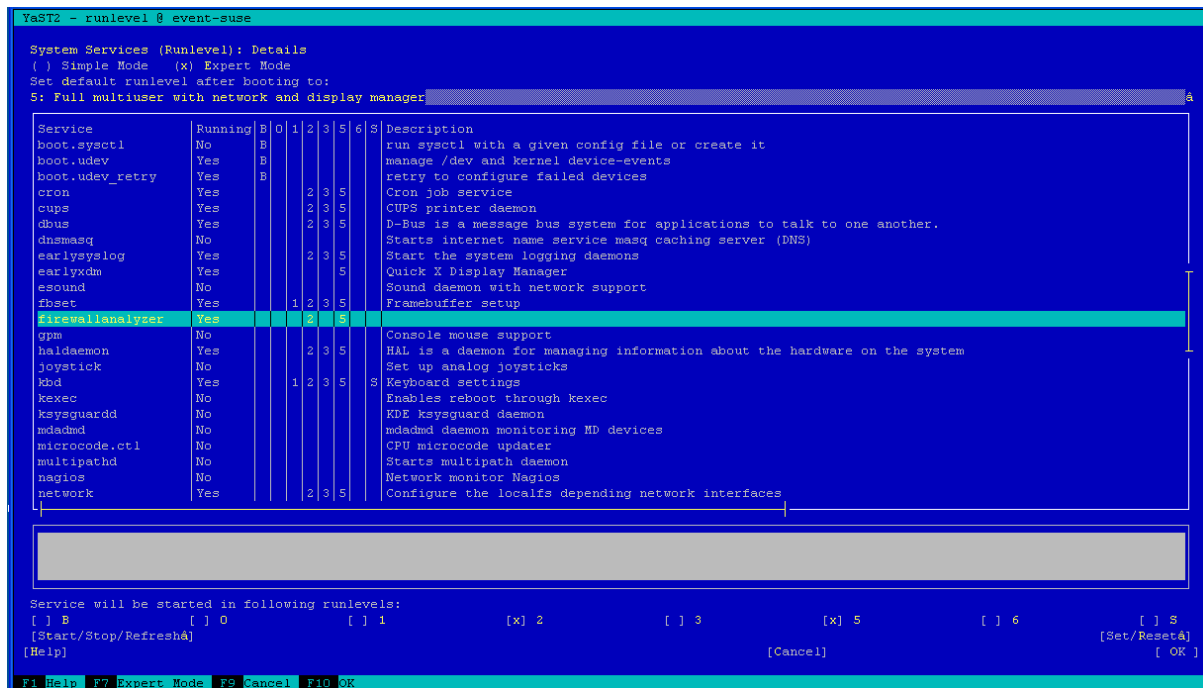 YaST2 - runlevel @ event-suse
System Services (Runlevel): Details
( ) Simple Mode (x) Expert Mode
Set default runlevel after booting to:
5: Full multiuser with network and display manager â
Service |Running|B|0|1|2|3|5|6|S|Description
boot.sysctl No B run sysctl with a given config file or create it
boot.udev Yes B manage /dev and kernel device-events
boot.udev_retry Yes B retry to configure failed devices
cron Yes 2 3 5 Cron job service
cups Yes 2 3 5 CUPS printer daemon
dbus Yes 2 3 5 D-Bus is a message bus system for applications to talk to one another.
dnsmasq No Starts internet name service masq caching server (DNS)
earlysyslog Yes 2 3 5 Start the system logging daemons
earlyxdm Yes 5 Quick X Display Manager
esound No Sound daemon with network support
fbset Yes 1 2 3 5 Framebuffer setup
firewallanalyzer Yes 2 5
gpm No Console mouse support
haldaemon Yes 2 3 5 HAL is a daemon for managing information about the hardware on the system
joystick No Set up analog joysticks
kbd Yes 1 2 3 5 S Keyboard settings
kexec No Enables reboot through kexec
ksysguardd No KDE ksysguard daemon
mdadmd No mdadmd daemon monitoring MD devices
microcode.ctl No CPU microcode updater
multipathd No Starts multipath daemon
nagios No Network monitor Nagios
network Yes 2 3 5 Configure the localfs depending network interfaces
Service will be started in following runlevels:
[ ] B [ ] 0 [ ] 1 [x] 2 [ ] 3 [x] 5 [ ] 6 [ ] S
[Start/Stop/Refreshâ] [Set/Resetâ]
[Help] [Cancel] [ OK ]
F1 Help F7 Expert Mode F9 Cancel F10 OK